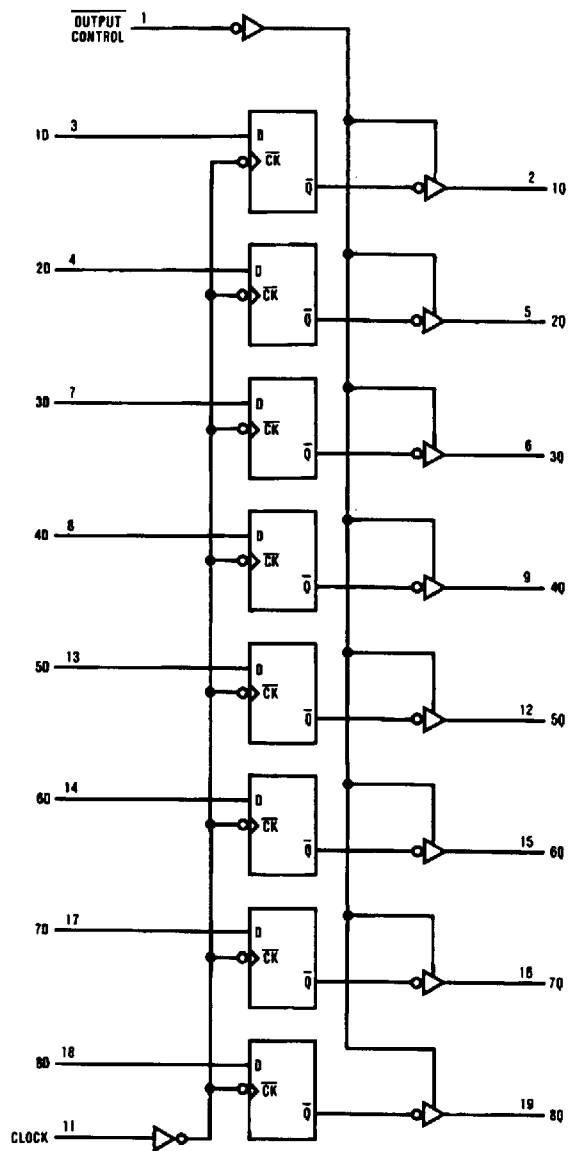 OUTPUT CONTROL 1
1D 3 D CK Q 2 1Q
2D 4 D CK Q 5 2Q
3D 7 D CK Q 6 3Q
4D 8 D CK Q 9 4Q
5D 13 D CK Q 12 5Q
6D 14 D CK Q 15 6Q
7D 17 D CK Q 16 7Q
8D 18 D CK Q 19 8Q
CLOCK 11